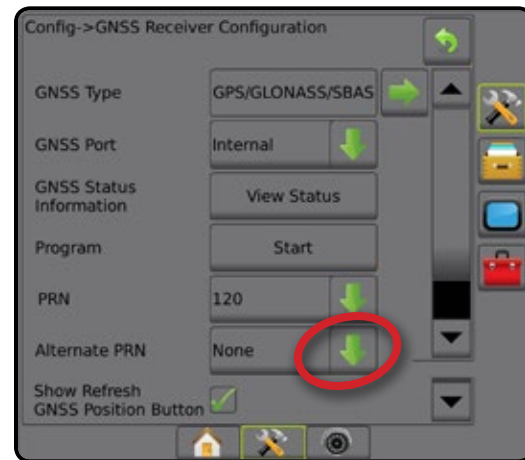 Config->GNSS Receiver Configuration
GNSS Type GPS/GLONASS/SBAS
GNSS Port Internal
GNSS Status
Information
View Status
Program Start
PRN 120
Alternate PRN None
Show Refresh
GNSS Position Button